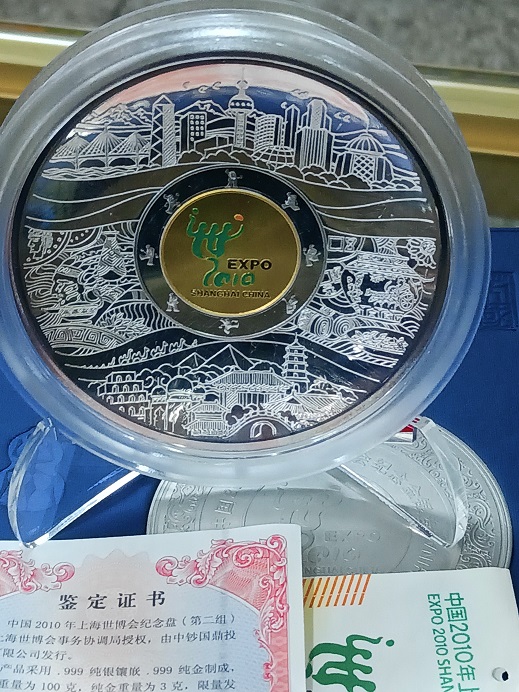 EXPO
2010
SHANGHAI CHINA
鉴定证书
中国 2010 年上海世博会纪念盘（第二组）
海世博会事务协调局授权，由中钞国鼎投
有限公司发行。
产品采用 .999 纯银镶嵌 .999 纯金制成，
重量为 100 克，纯金重量为 3 克，限量发
中国2010年上
EXPO 2010 SHA